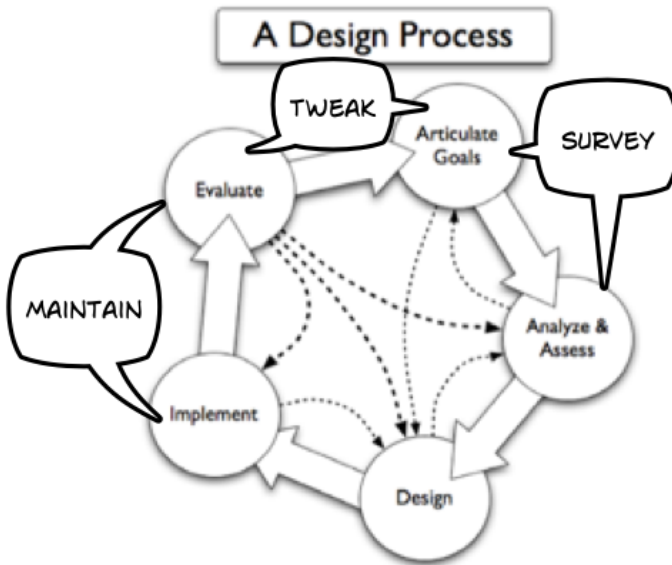 A Design Process
TWEAK
Articulate
Goals
SURVEY
Evaluate
MAINTAIN
Analyze &
Assess
Implement
Design